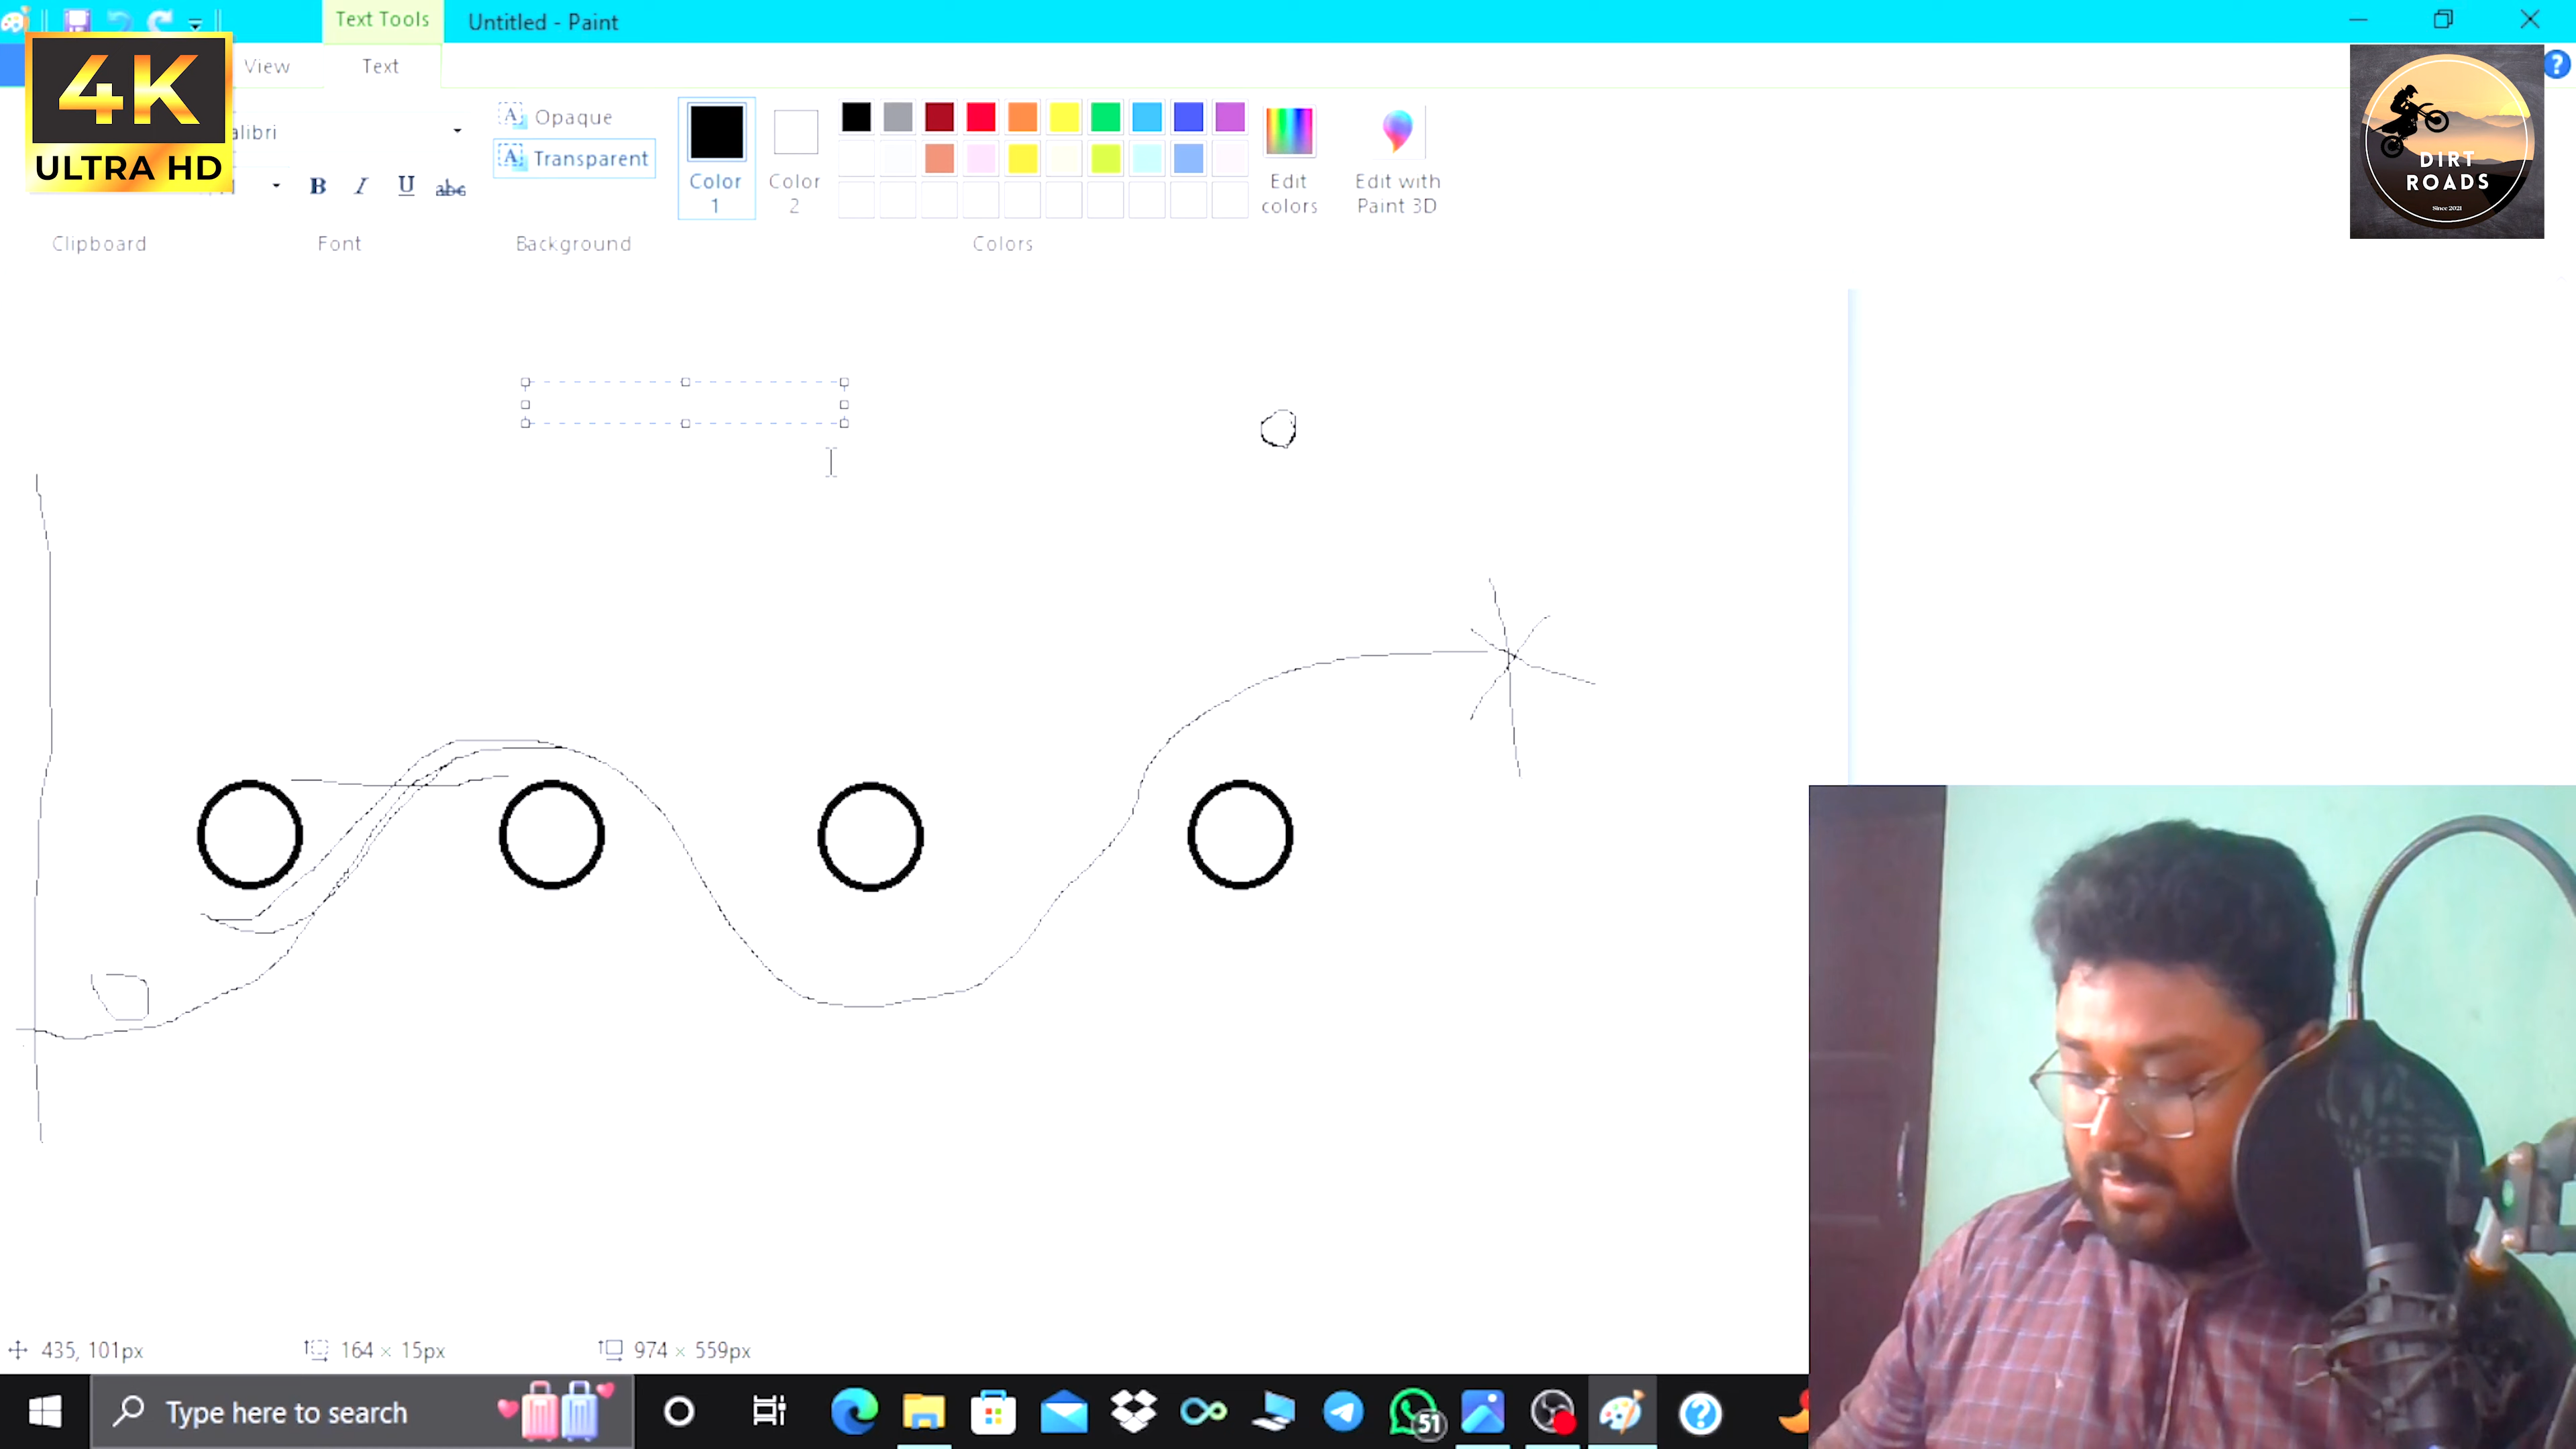 Text Tools
Untitled - Paint
4K
ULTRA HD
View
Text
alibri
B I U abc
Opaque
Transparent
Color
1
Color
2
Edit
colors
Edit with
Paint 3D
Clipboard
Font
Background
Colors
DIRT
ROADS
Since 2021
435, 101px
164 × 15px
974 × 559px
Type here to search
51